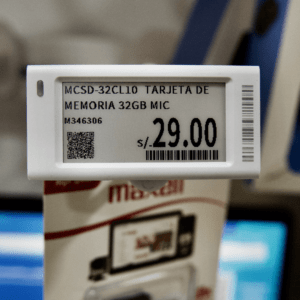 MCSD-32CL10 TARJETA DE
MEMORIA 32GB MIC
M346306
S/.29.00
maxell